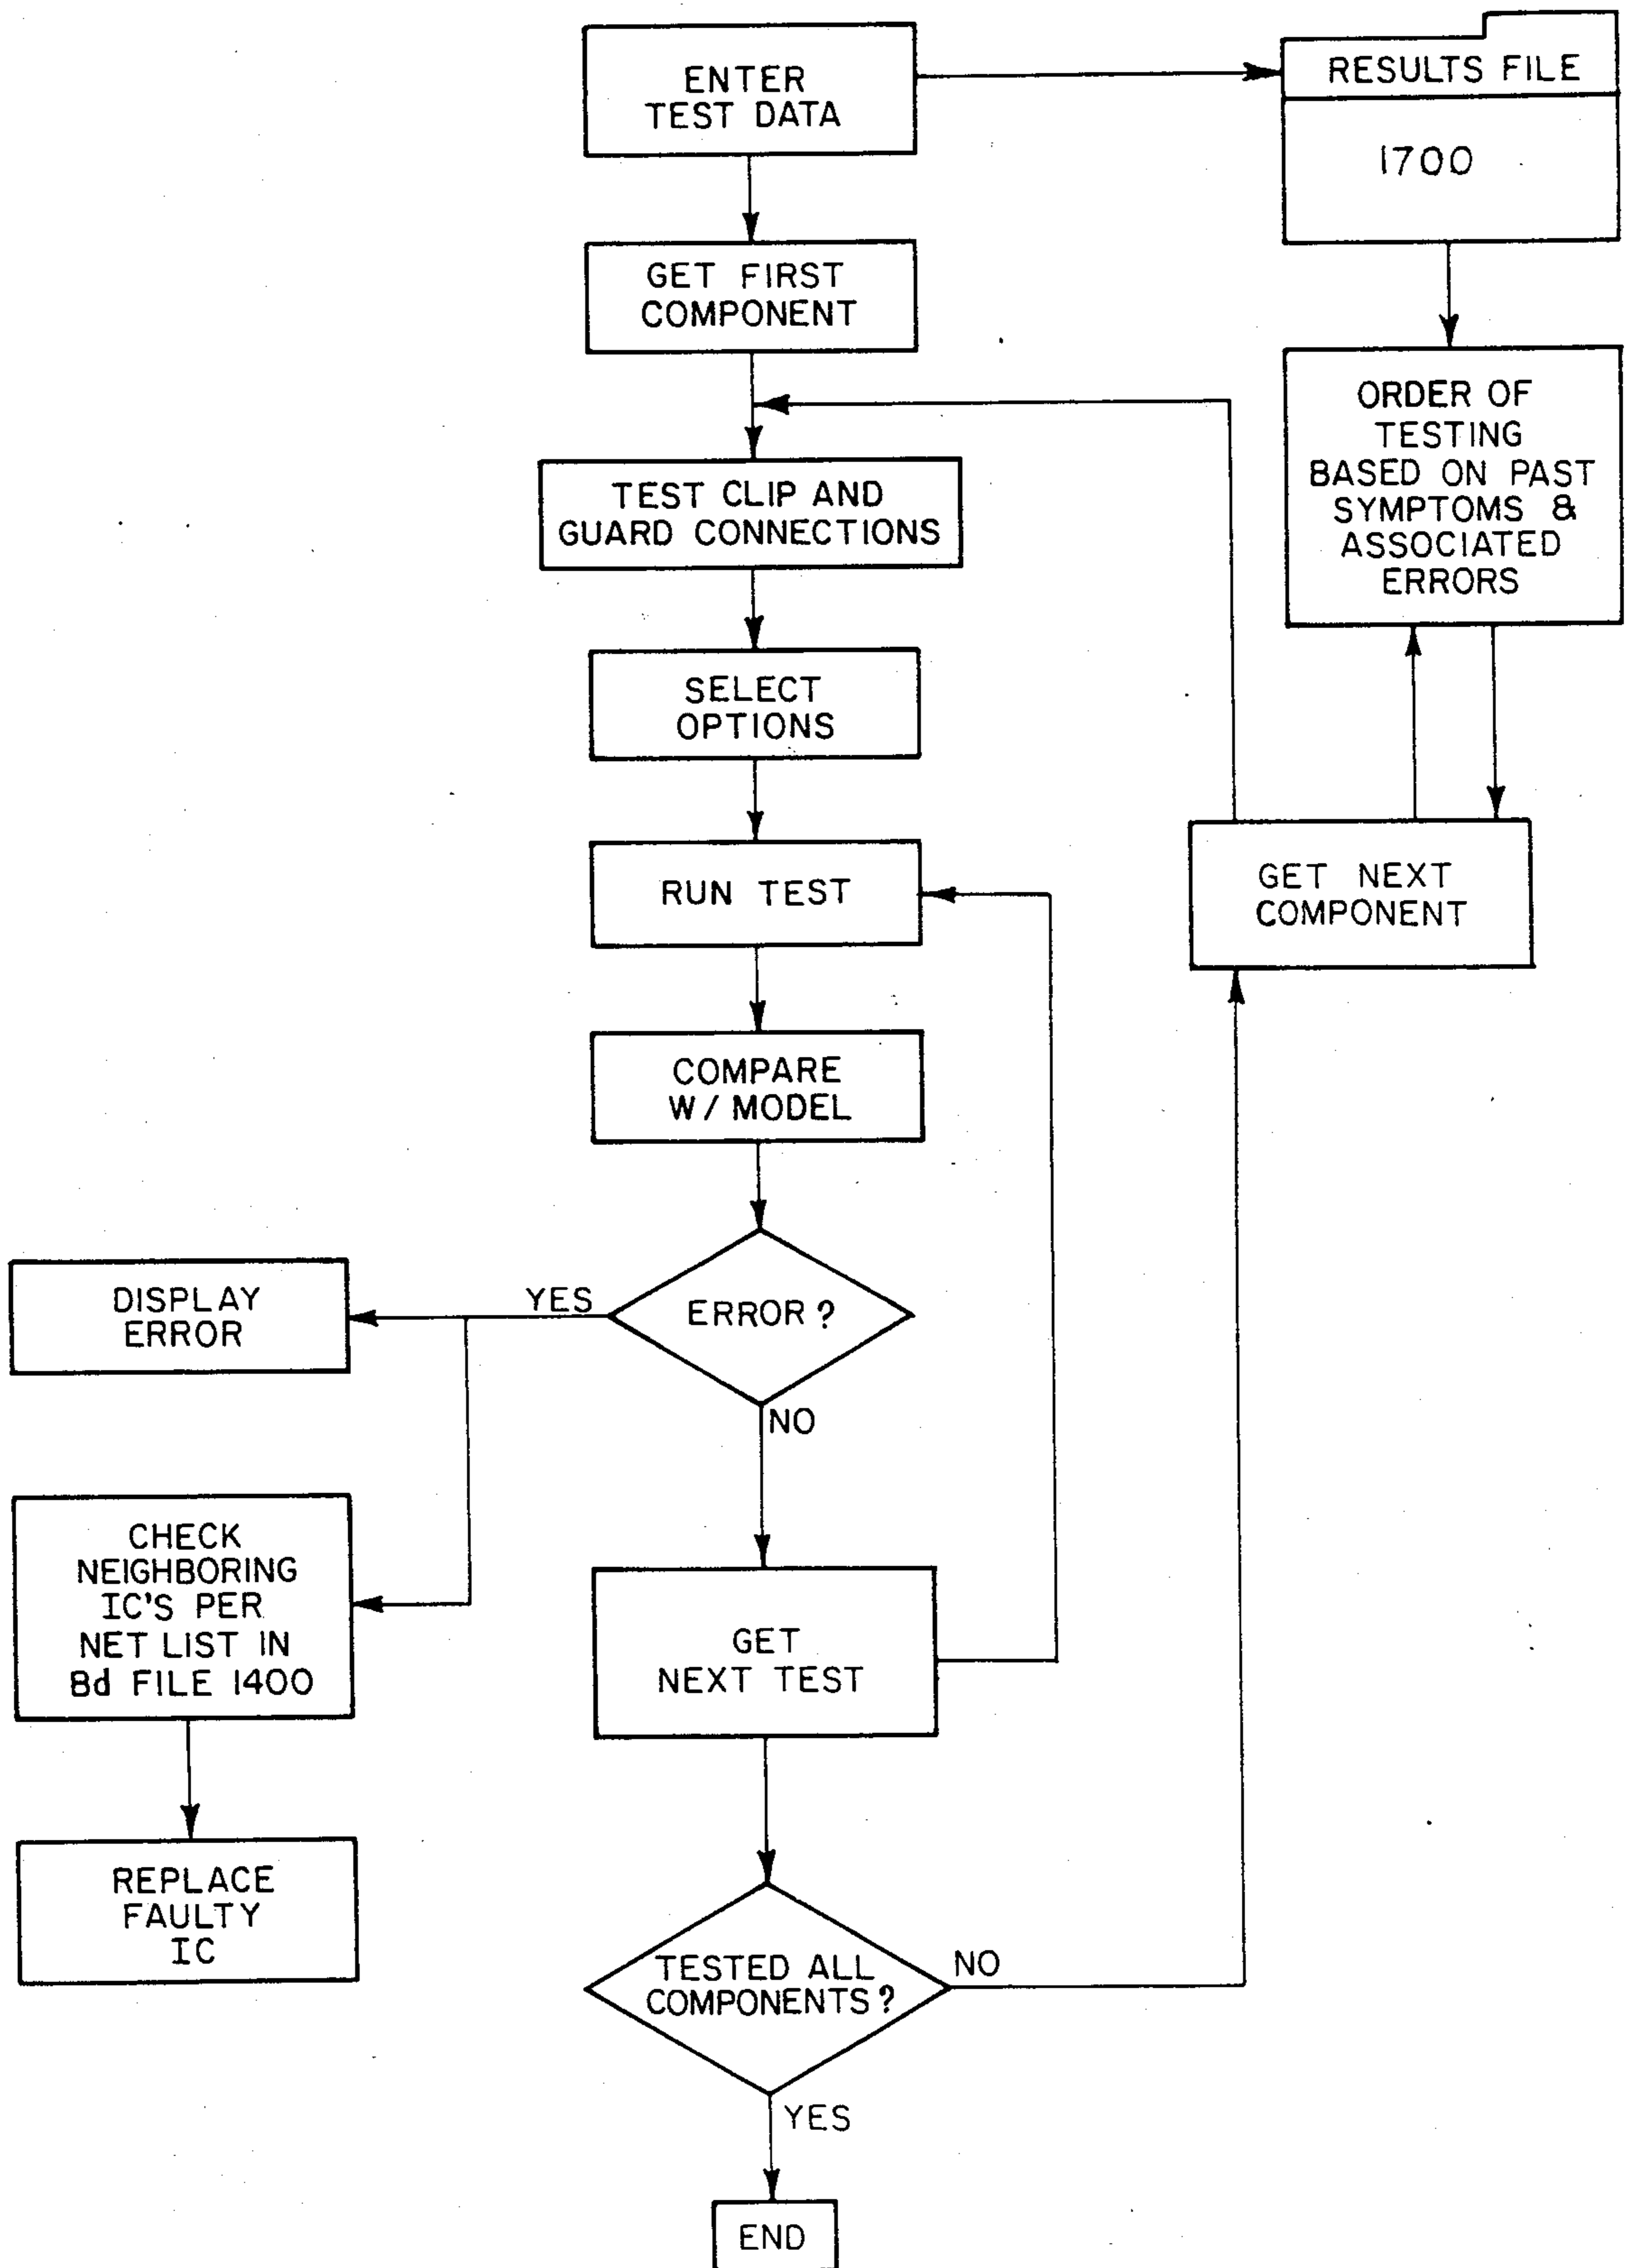 ENTER
TEST DATA
RESULTS FILE
1700
GET FIRST
COMPONENT
ORDER OF
TESTING
BASED ON PAST
SYMPTOMS &
ASSOCIATED
ERRORS
TEST CLIP AND
GUARD CONNECTIONS
SELECT
OPTIONS
RUN TEST
GET NEXT
COMPONENT
COMPARE
W/ MODEL
ERROR?
YES
DISPLAY
ERROR
NO
CHECK
NEIGHBORING
IC'S PER
NET LIST IN
Bd FILE 1400
GET
NEXT TEST
REPLACE
FAULTY
IC
TESTED ALL
COMPONENTS?
NO
YES
END